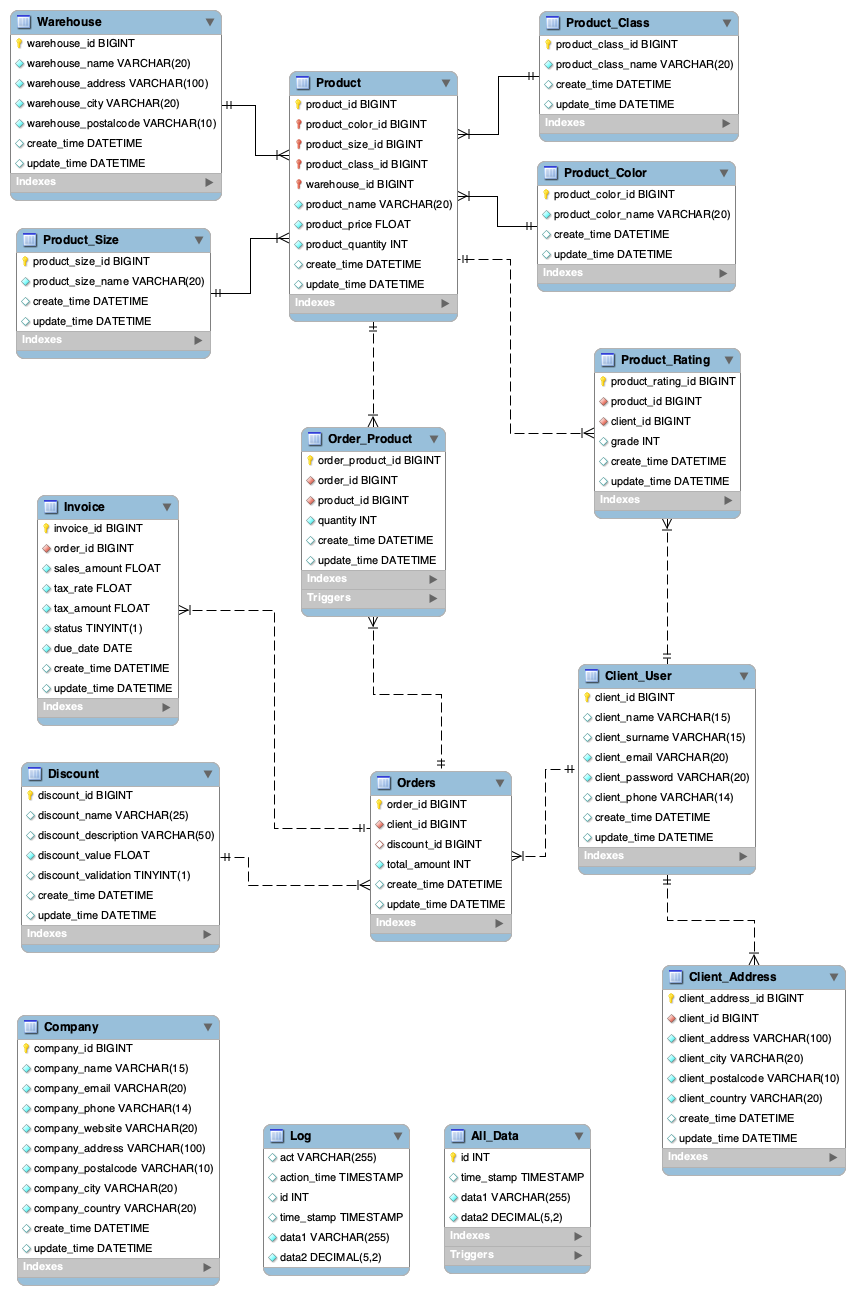 Warehouse
warehouse_id BIGINT
warehouse_name VARCHAR(20)
warehouse_address VARCHAR(100)
warehouse_city VARCHAR(20)
warehouse_postalcode VARCHAR(10)
create_time DATETIME
update_time DATETIME
Indexes
Product
product_id BIGINT
product_color_id BIGINT
product_size_id BIGINT
product_class_id BIGINT
warehouse_id BIGINT
product_name VARCHAR(20)
product_price FLOAT
product_quantity INT
create_time DATETIME
update_time DATETIME
Indexes
Product_Class
product_class_id BIGINT
product_class_name VARCHAR(20)
create_time DATETIME
update_time DATETIME
Indexes
Product_Color
product_color_id BIGINT
product_color_name VARCHAR(20)
create_time DATETIME
update_time DATETIME
Indexes
Product_Size
product_size_id BIGINT
product_size_name VARCHAR(20)
create_time DATETIME
update_time DATETIME
Indexes
Product_Rating
product_rating_id BIGINT
product_id BIGINT
client_id BIGINT
grade INT
create_time DATETIME
update_time DATETIME
Indexes
Order_Product
order_product_id BIGINT
order_id BIGINT
product_id BIGINT
quantity INT
create_time DATETIME
update_time DATETIME
Indexes
Triggers
Invoice
invoice_id BIGINT
order_id BIGINT
sales_amount FLOAT
tax_rate FLOAT
tax_amount FLOAT
status TINYINT(1)
due_date DATE
create_time DATETIME
update_time DATETIME
Indexes
Client_User
client_id BIGINT
client_name VARCHAR(15)
client_surname VARCHAR(15)
client_email VARCHAR(20)
client_password VARCHAR(20)
client_phone VARCHAR(14)
create_time DATETIME
update_time DATETIME
Indexes
Discount
discount_id BIGINT
discount_name VARCHAR(25)
discount_description VARCHAR(50)
discount_value FLOAT
discount_validation TINYINT(1)
create_time DATETIME
update_time DATETIME
Indexes
Orders
order_id BIGINT
client_id BIGINT
discount_id BIGINT
total_amount INT
create_time DATETIME
update_time DATETIME
Indexes
Client_Address
client_address_id BIGINT
client_id BIGINT
client_address VARCHAR(100)
client_city VARCHAR(20)
client_postalcode VARCHAR(10)
client_country VARCHAR(20)
create_time DATETIME
update_time DATETIME
Indexes
Company
company_id BIGINT
company_name VARCHAR(15)
company_email VARCHAR(20)
company_phone VARCHAR(14)
company_website VARCHAR(20)
company_address VARCHAR(100)
company_postalcode VARCHAR(10)
company_city VARCHAR(20)
company_country VARCHAR(20)
create_time DATETIME
update_time DATETIME
Indexes
Log
act VARCHAR(255)
action_time TIMESTAMP
id INT
time_stamp TIMESTAMP
data1 VARCHAR(255)
data2 DECIMAL(5,2)
All_Data
id INT
time_stamp TIMESTAMP
data1 VARCHAR(255)
data2 DECIMAL(5,2)
Indexes
Triggers